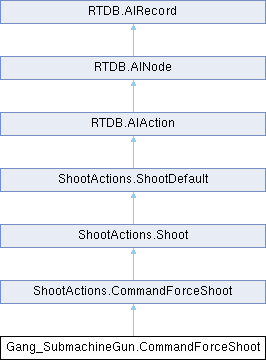 RTDB.AIRecord
RTDB.AINode
RTDB.AIAction
ShootActions.ShootDefault
ShootActions.Shoot
ShootActions.CommandForceShoot
Gang_SubmachineGun.CommandForceShoot